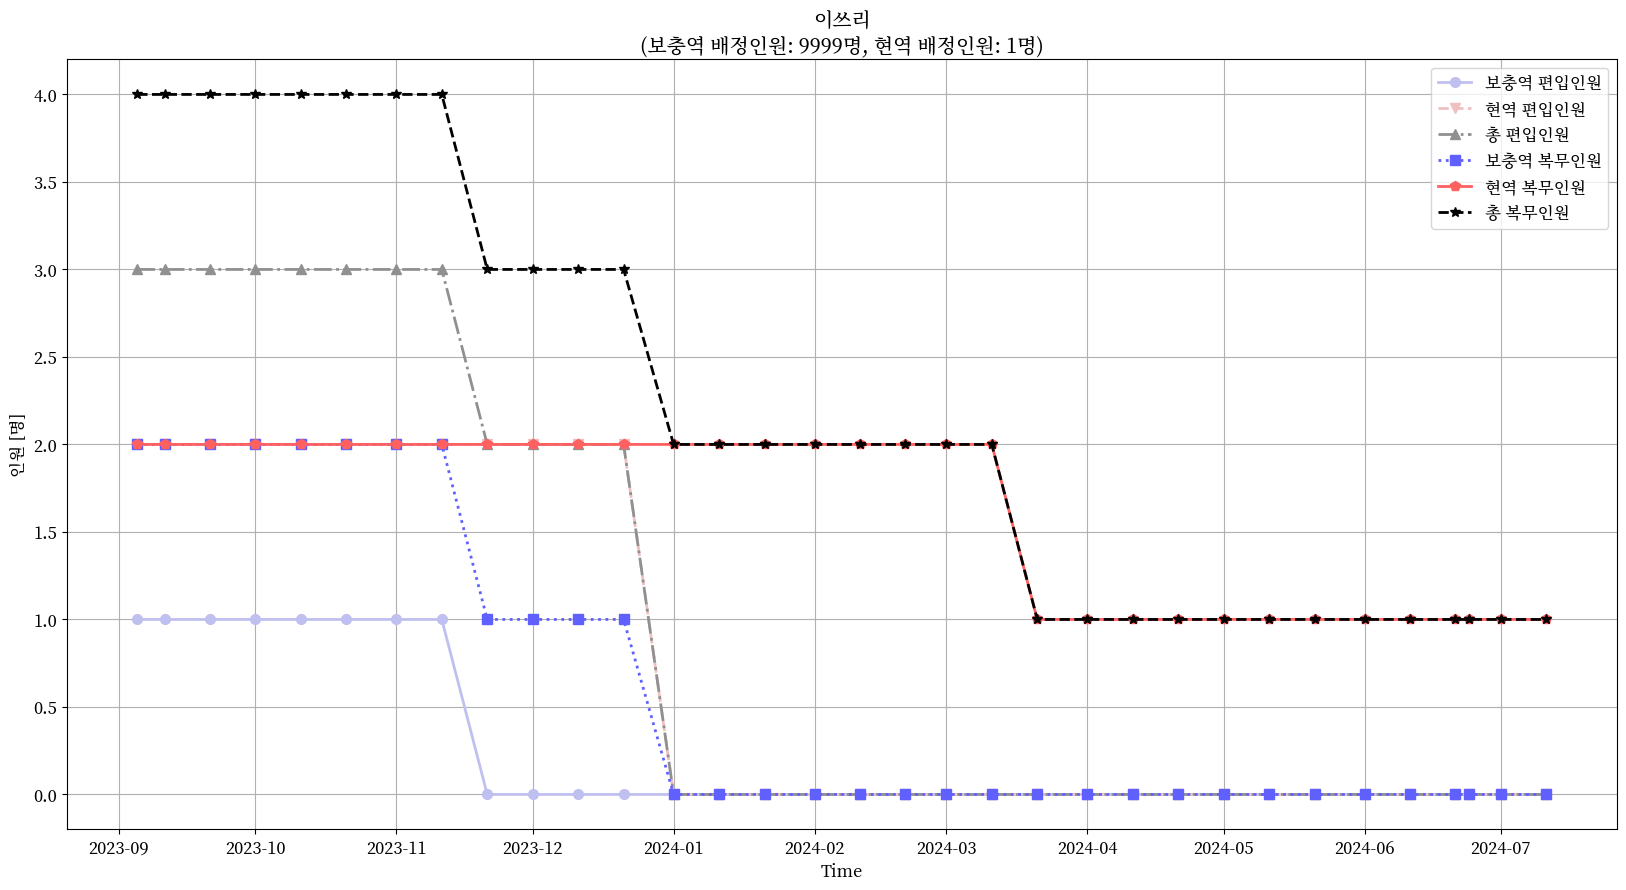 이쓰리
(보충역 배정인원: 9999명, 현역 배정인원: 1명)
보충역 편입인원
현역 편입인원
총 편입인원
보충역 복무인원
현역 복무인원
총 복무인원
인원 [명]
4.0
3.5
3.0
2.5
2.0
1.5
1.0
0.5
0.0
2023-09 2023-10 2023-11 2023-12 2024-01 2024-02 2024-03 2024-04 2024-05 2024-06 2024-07
Time